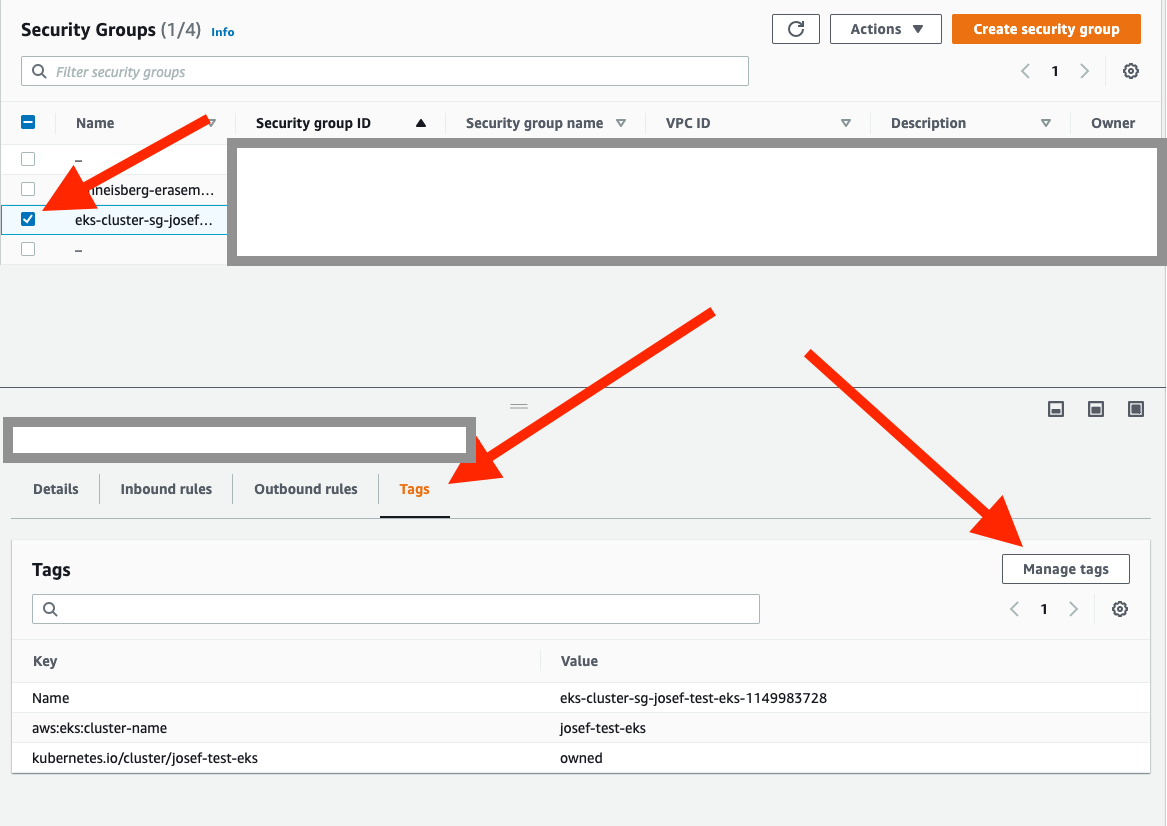 Security Groups (1/4) Info Actions Create security group
Filter security groups 1
Name Security group ID Security group name VPC ID Description Owner
–
eks-cluster-sg-josef...
–
Details Inbound rules Outbound rules Tags
Tags Manage tags
1
Key Value
Name eks-cluster-sg-josef-test-eks-1149983728
aws:eks:cluster-name josef-test-eks
kubernetes.io/cluster/josef-test-eks owned